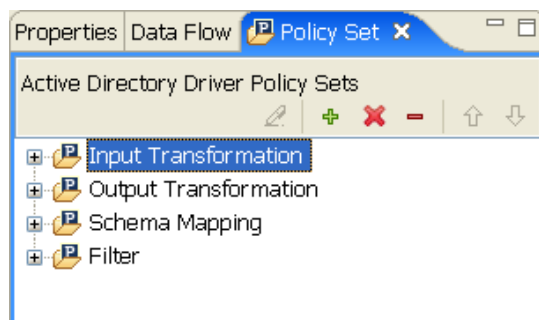 Properties Data Flow Policy Set
Active Directory Driver Policy Sets
Input Transformation
Output Transformation
Schema Mapping
Filter